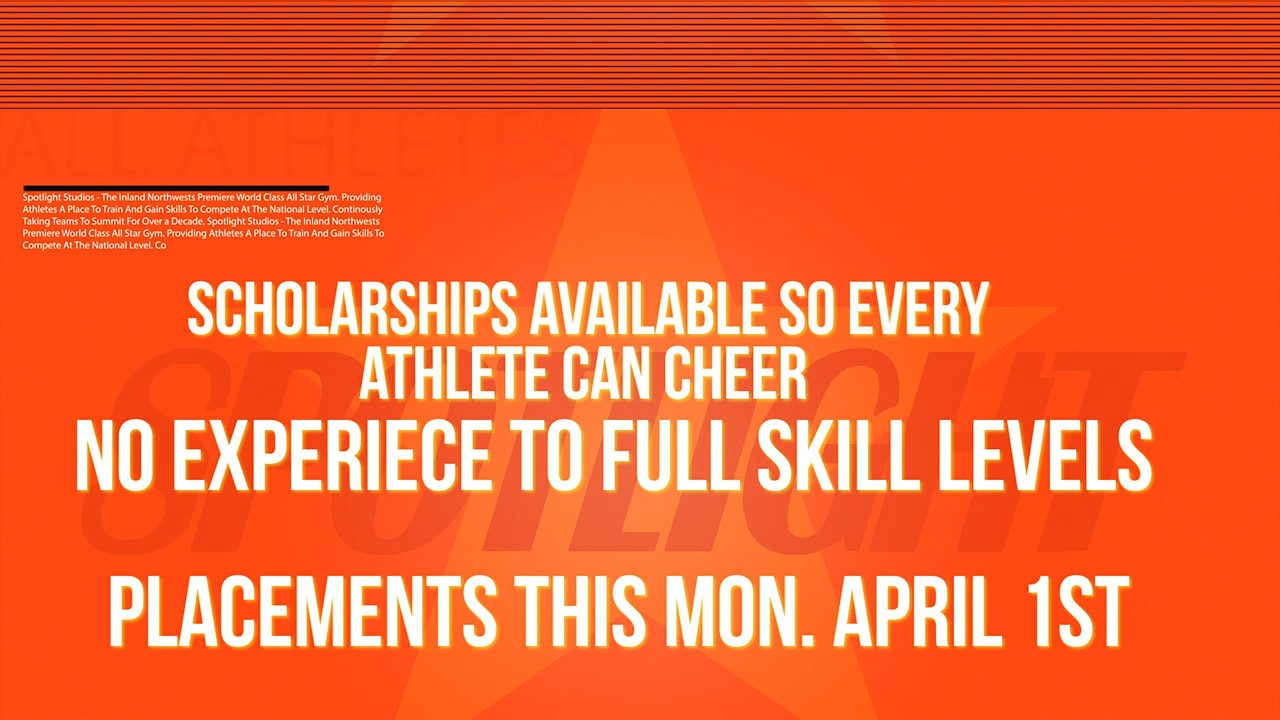 ALL ATHLETES
Spotlight Studios - The Inland Northwests Premiere World Class All Star Gym. Providing
Athletes A Place To Train And Gain Skills To Compete At The National Level. Continously
Taking Teams To Summit For Over a Decade. Spotlight Studios - The Inland Northwests
Premiere World Class All Star Gym. Providing Athletes A Place To Train And Gain Skills To
Compete At The National Level. Co
SCHOLARSHIPS AVAILABLE SO EVERY
ATHLETE CAN CHEER
SPOTLIGHT
NO EXPERIECE TO FULL SKILL LEVELS
PLACEMENTS THIS MON. APRIL 1ST